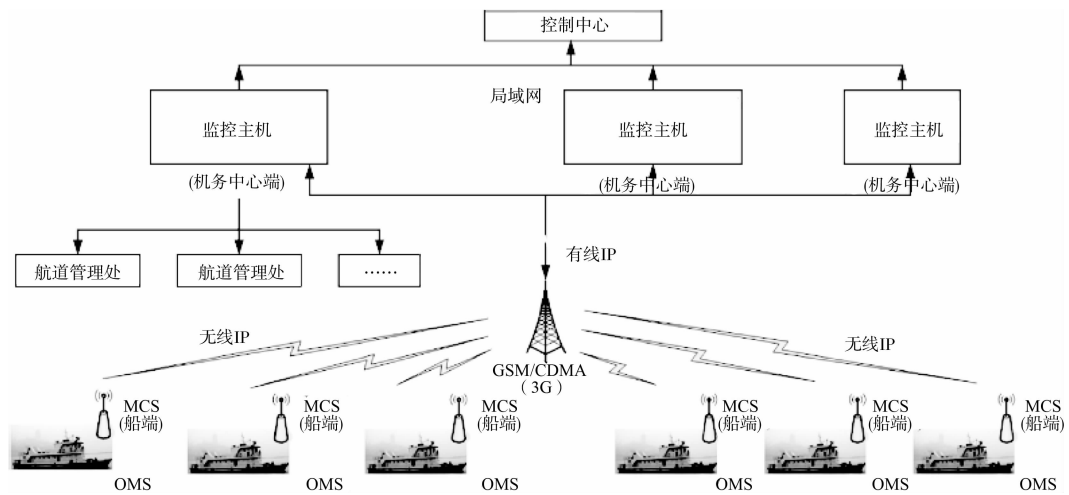 控制中心
局域网
监控主机
监控主机
监控主机
(机务中心端)
(机务中心端)
(机务中心端)
有线IP
航道管理处
航道管理处
……
无线IP
无线IP
GSM/CDMA
(3G)
MCS
(船端)
MCS
(船端)
MCS
(船端)
MCS
(船端)
MCS
(船端)
MCS
(船端)
OMS
OMS
OMS
OMS
OMS
OMS